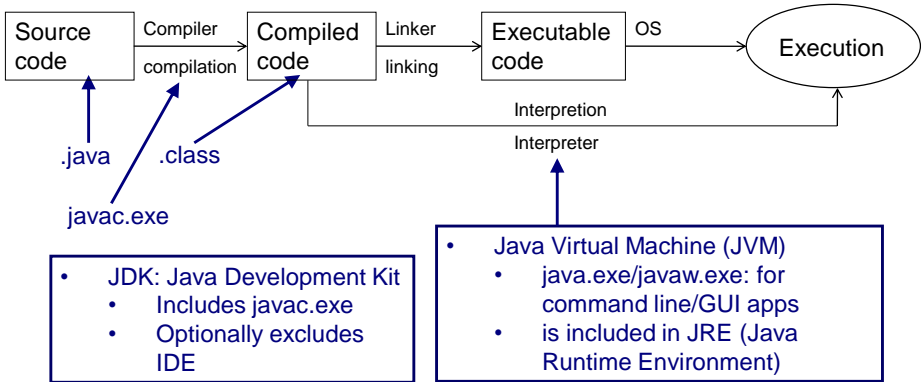 Source code
Compiler
compilation
Compiled code
Linker
linking
Executable code
OS
Execution
Interpretion
Interpreter
.java
.class
javac.exe
• JDK: Java Development Kit
• Includes javac.exe
• Optionally excludes
IDE
• Java Virtual Machine (JVM)
• java.exe/javaw.exe: for
command line/GUI apps
• is included in JRE (Java
Runtime Environment)